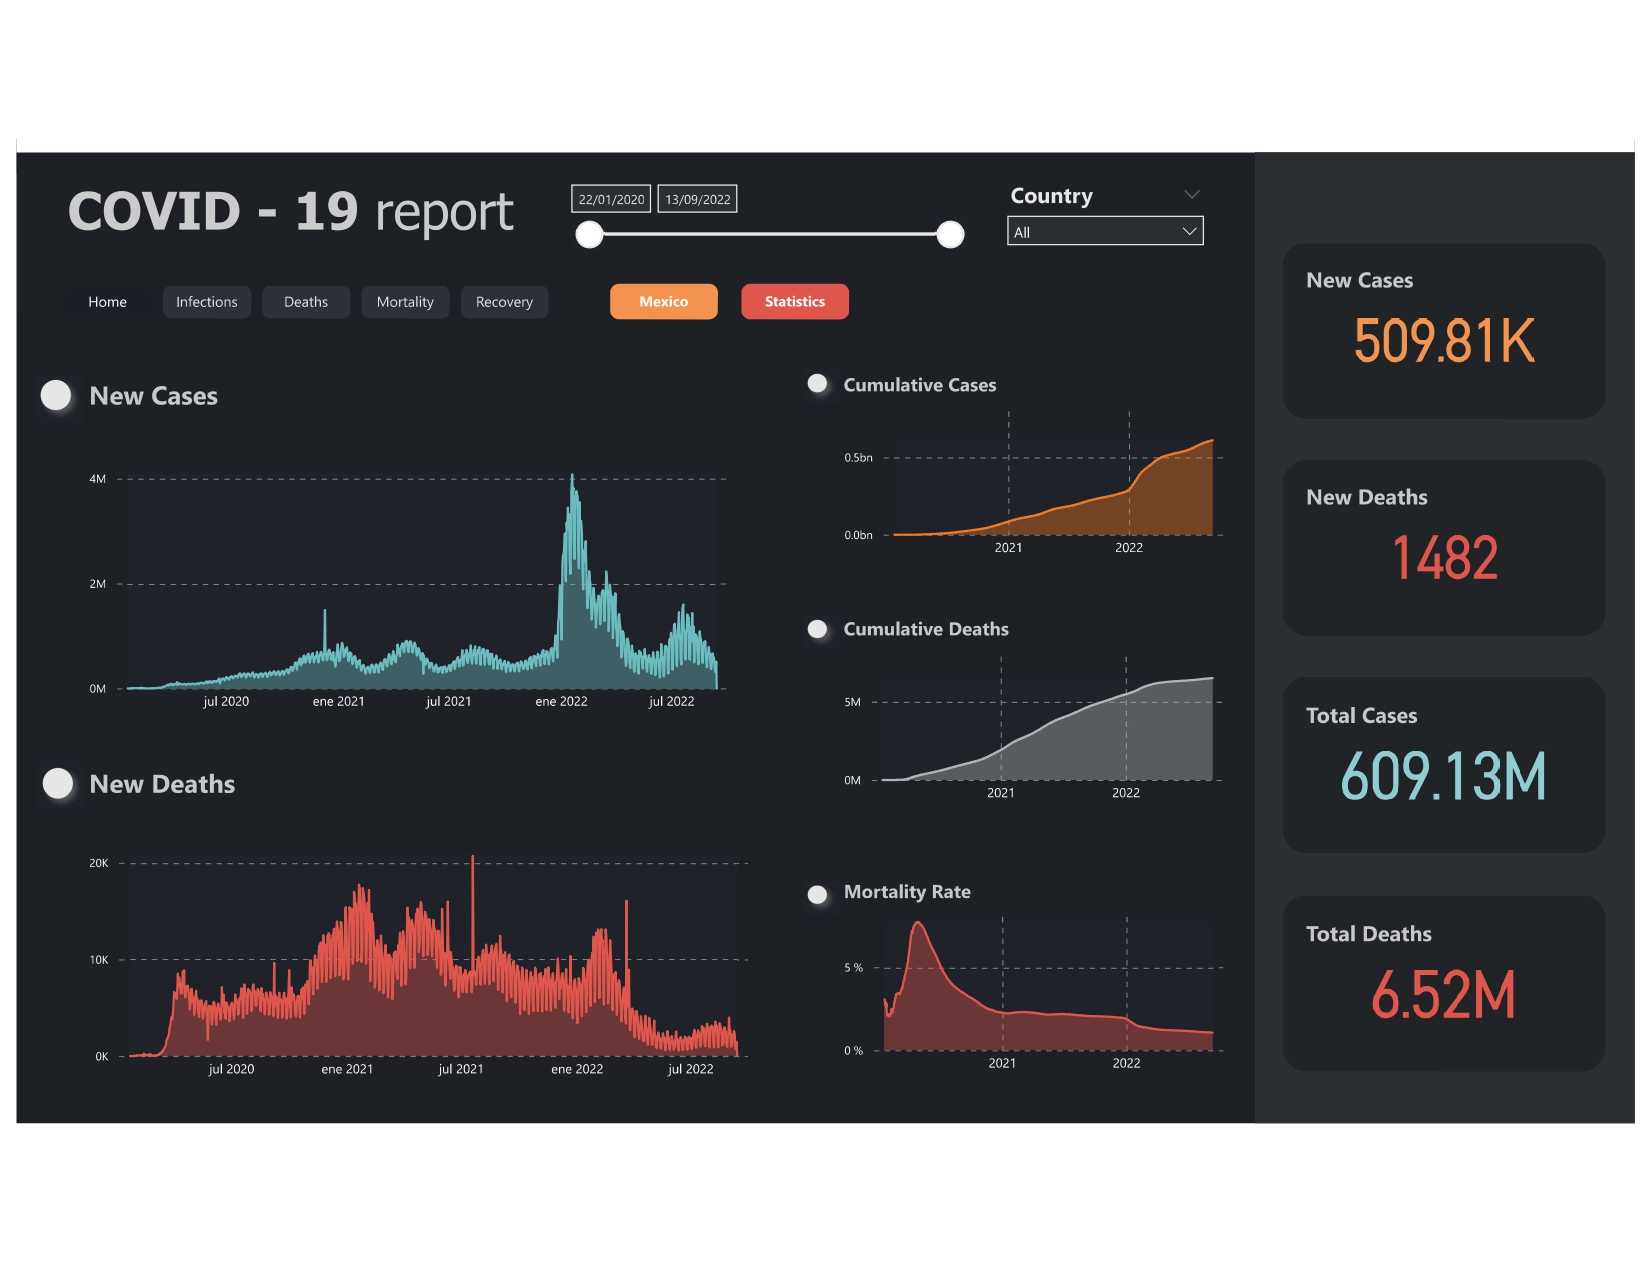 COVID - 19 report
22/01/2020 13/09/2022
Country
All
Home Infections Deaths Mortality Recovery Mexico Statistics
New Cases
4M
2M
0M
jul 2020 ene 2021 jul 2021 ene 2022 jul 2022
New Deaths
20K
10K
0K
jul 2020 ene 2021 jul 2021 ene 2022 jul 2022
Cumulative Cases
0.5bn
0.0bn
2021 2022
Cumulative Deaths
5M
0M
2021 2022
Mortality Rate
5 %
0 %
2021 2022
New Cases
509.81K
New Deaths
1482
Total Cases
609.13M
Total Deaths
6.52M